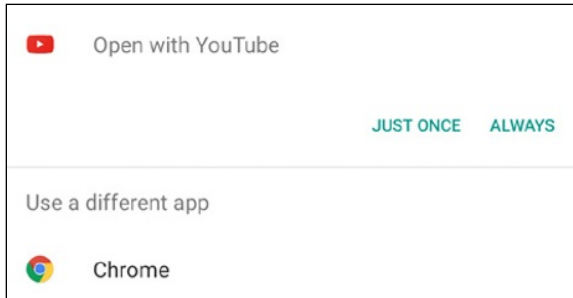 Open with YouTube
JUST ONCE ALWAYS
Use a different app
Chrome